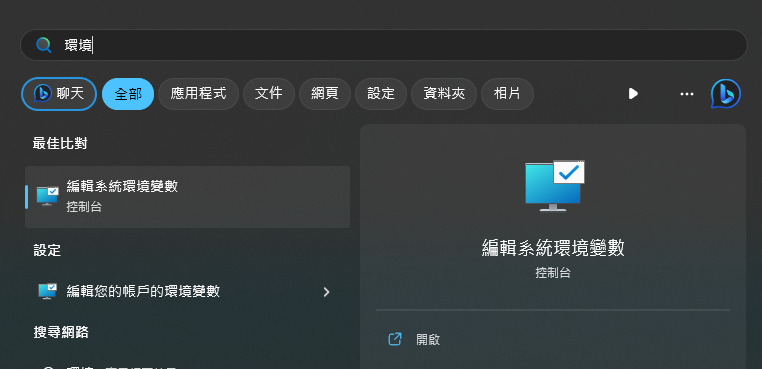 環境
聊天 全部 應用程式 文件 網頁 設定 資料夾 相片
最佳比對
編輯系統環境變數
控制台
設定
編輯您的帳戶的環境變數
搜尋網路
編輯系統環境變數
控制台
開啟